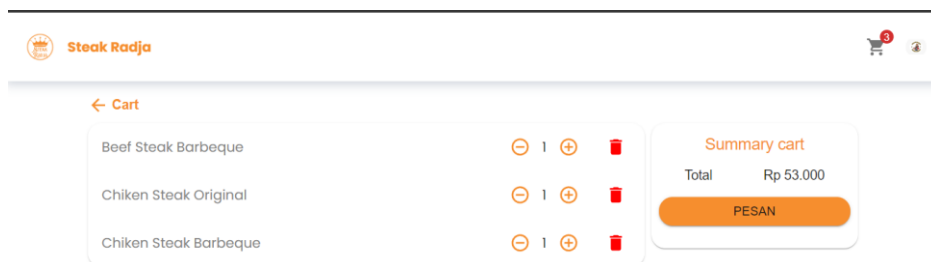 Steak Radja
3
← Cart
Beef Steak Barbeque 1
Chiken Steak Original 1
Chiken Steak Barbeque 1
Summary cart
Total Rp 53.000
PESAN